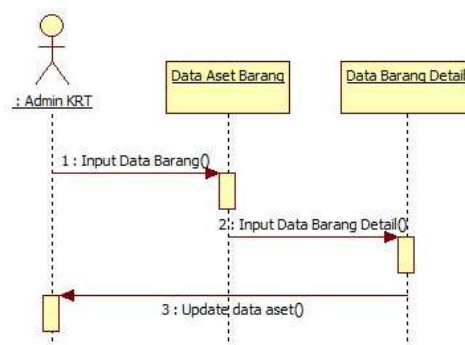 : Admin KRT
Data Aset Barang
Data Barang Detail
1 : Input Data Barang()
2 : Input Data Barang Detail()
3 : Update data aset()